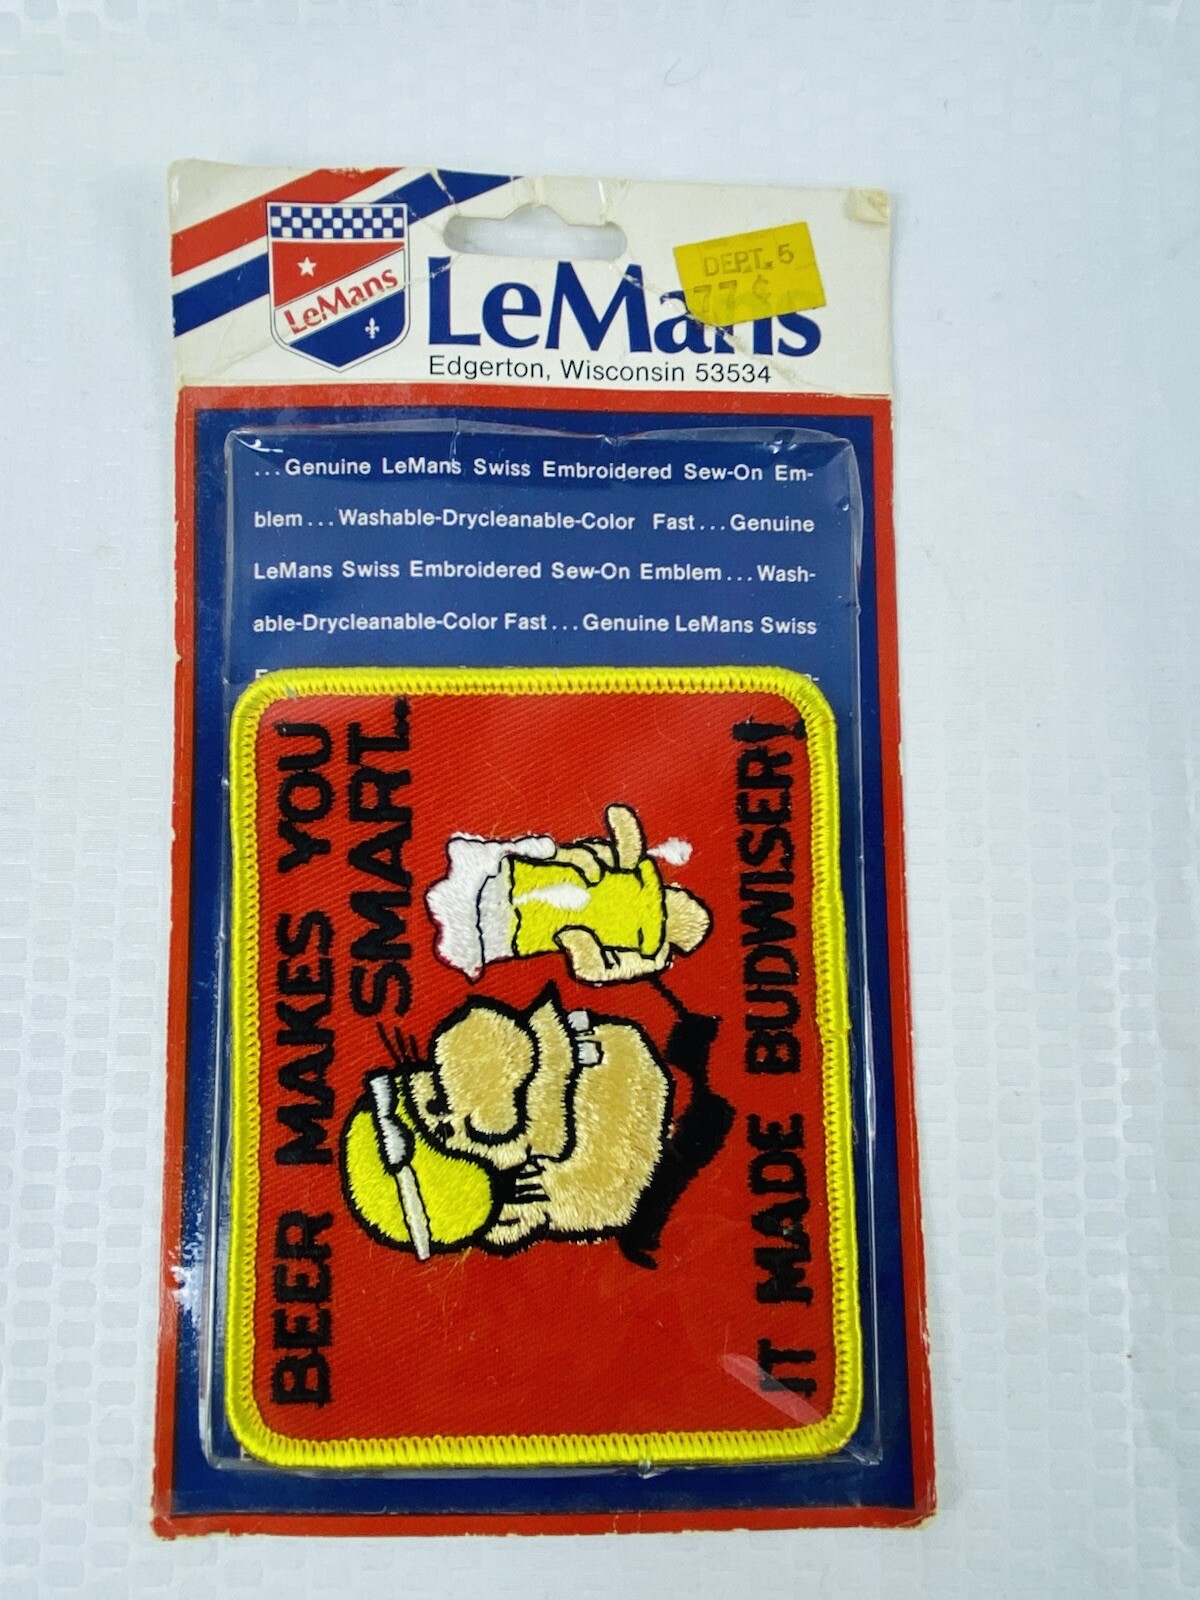 LeMans
LeMans
DEPT. 5
77¢
Edgerton, Wisconsin 53534
...Genuine LeMans Swiss Embroidered Sew-On Em-
blem...Washable-Drycleanable-Color Fast...Genuine
LeMans Swiss Embroidered Sew-On Emblem...Wash-
able-Drycleanable-Color Fast...Genuine LeMans Swiss
BEER MAKES YOU
SMART.
IT MADE BUDWISER!